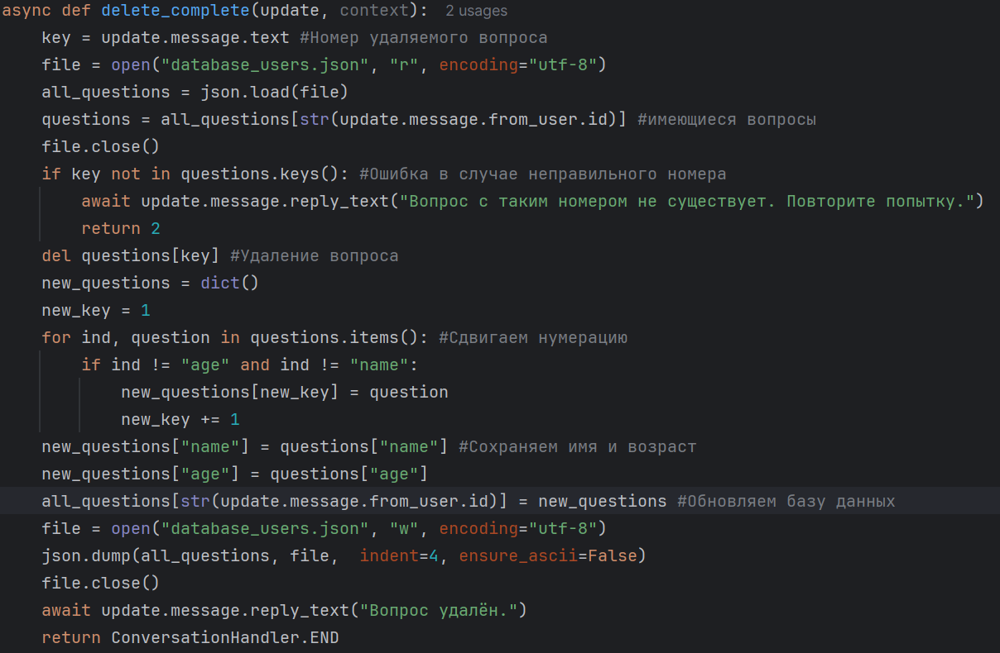 async def delete_complete(update, context): 2 usages
    key = update.message.text #Номер удаляемого вопроса
    file = open("database_users.json", "r", encoding="utf-8")
    all_questions = json.load(file)
    questions = all_questions[str(update.message.from_user.id)] #имеющиеся вопросы
    file.close()
    if key not in questions.keys(): #Ошибка в случае неправильного номера
        await update.message.reply_text("Вопрос с таким номером не существует. Повторите попытку.")
        return 2
    del questions[key] #Удаление вопроса
    new_questions = dict()
    new_key = 1
    for ind, question in questions.items(): #Сдвигаем нумерацию
        if ind != "age" and ind != "name":
            new_questions[new_key] = question
            new_key += 1
    new_questions["name"] = questions["name"] #Сохраняем имя и возраст
    new_questions["age"] = questions["age"]
    all_questions[str(update.message.from_user.id)] = new_questions #Обновляем базу данных
    file = open("database_users.json", "w", encoding="utf-8")
    json.dump(all_questions, file,  indent=4, ensure_ascii=False)
    file.close()
    await update.message.reply_text("Вопрос удалён.")
    return ConversationHandler.END